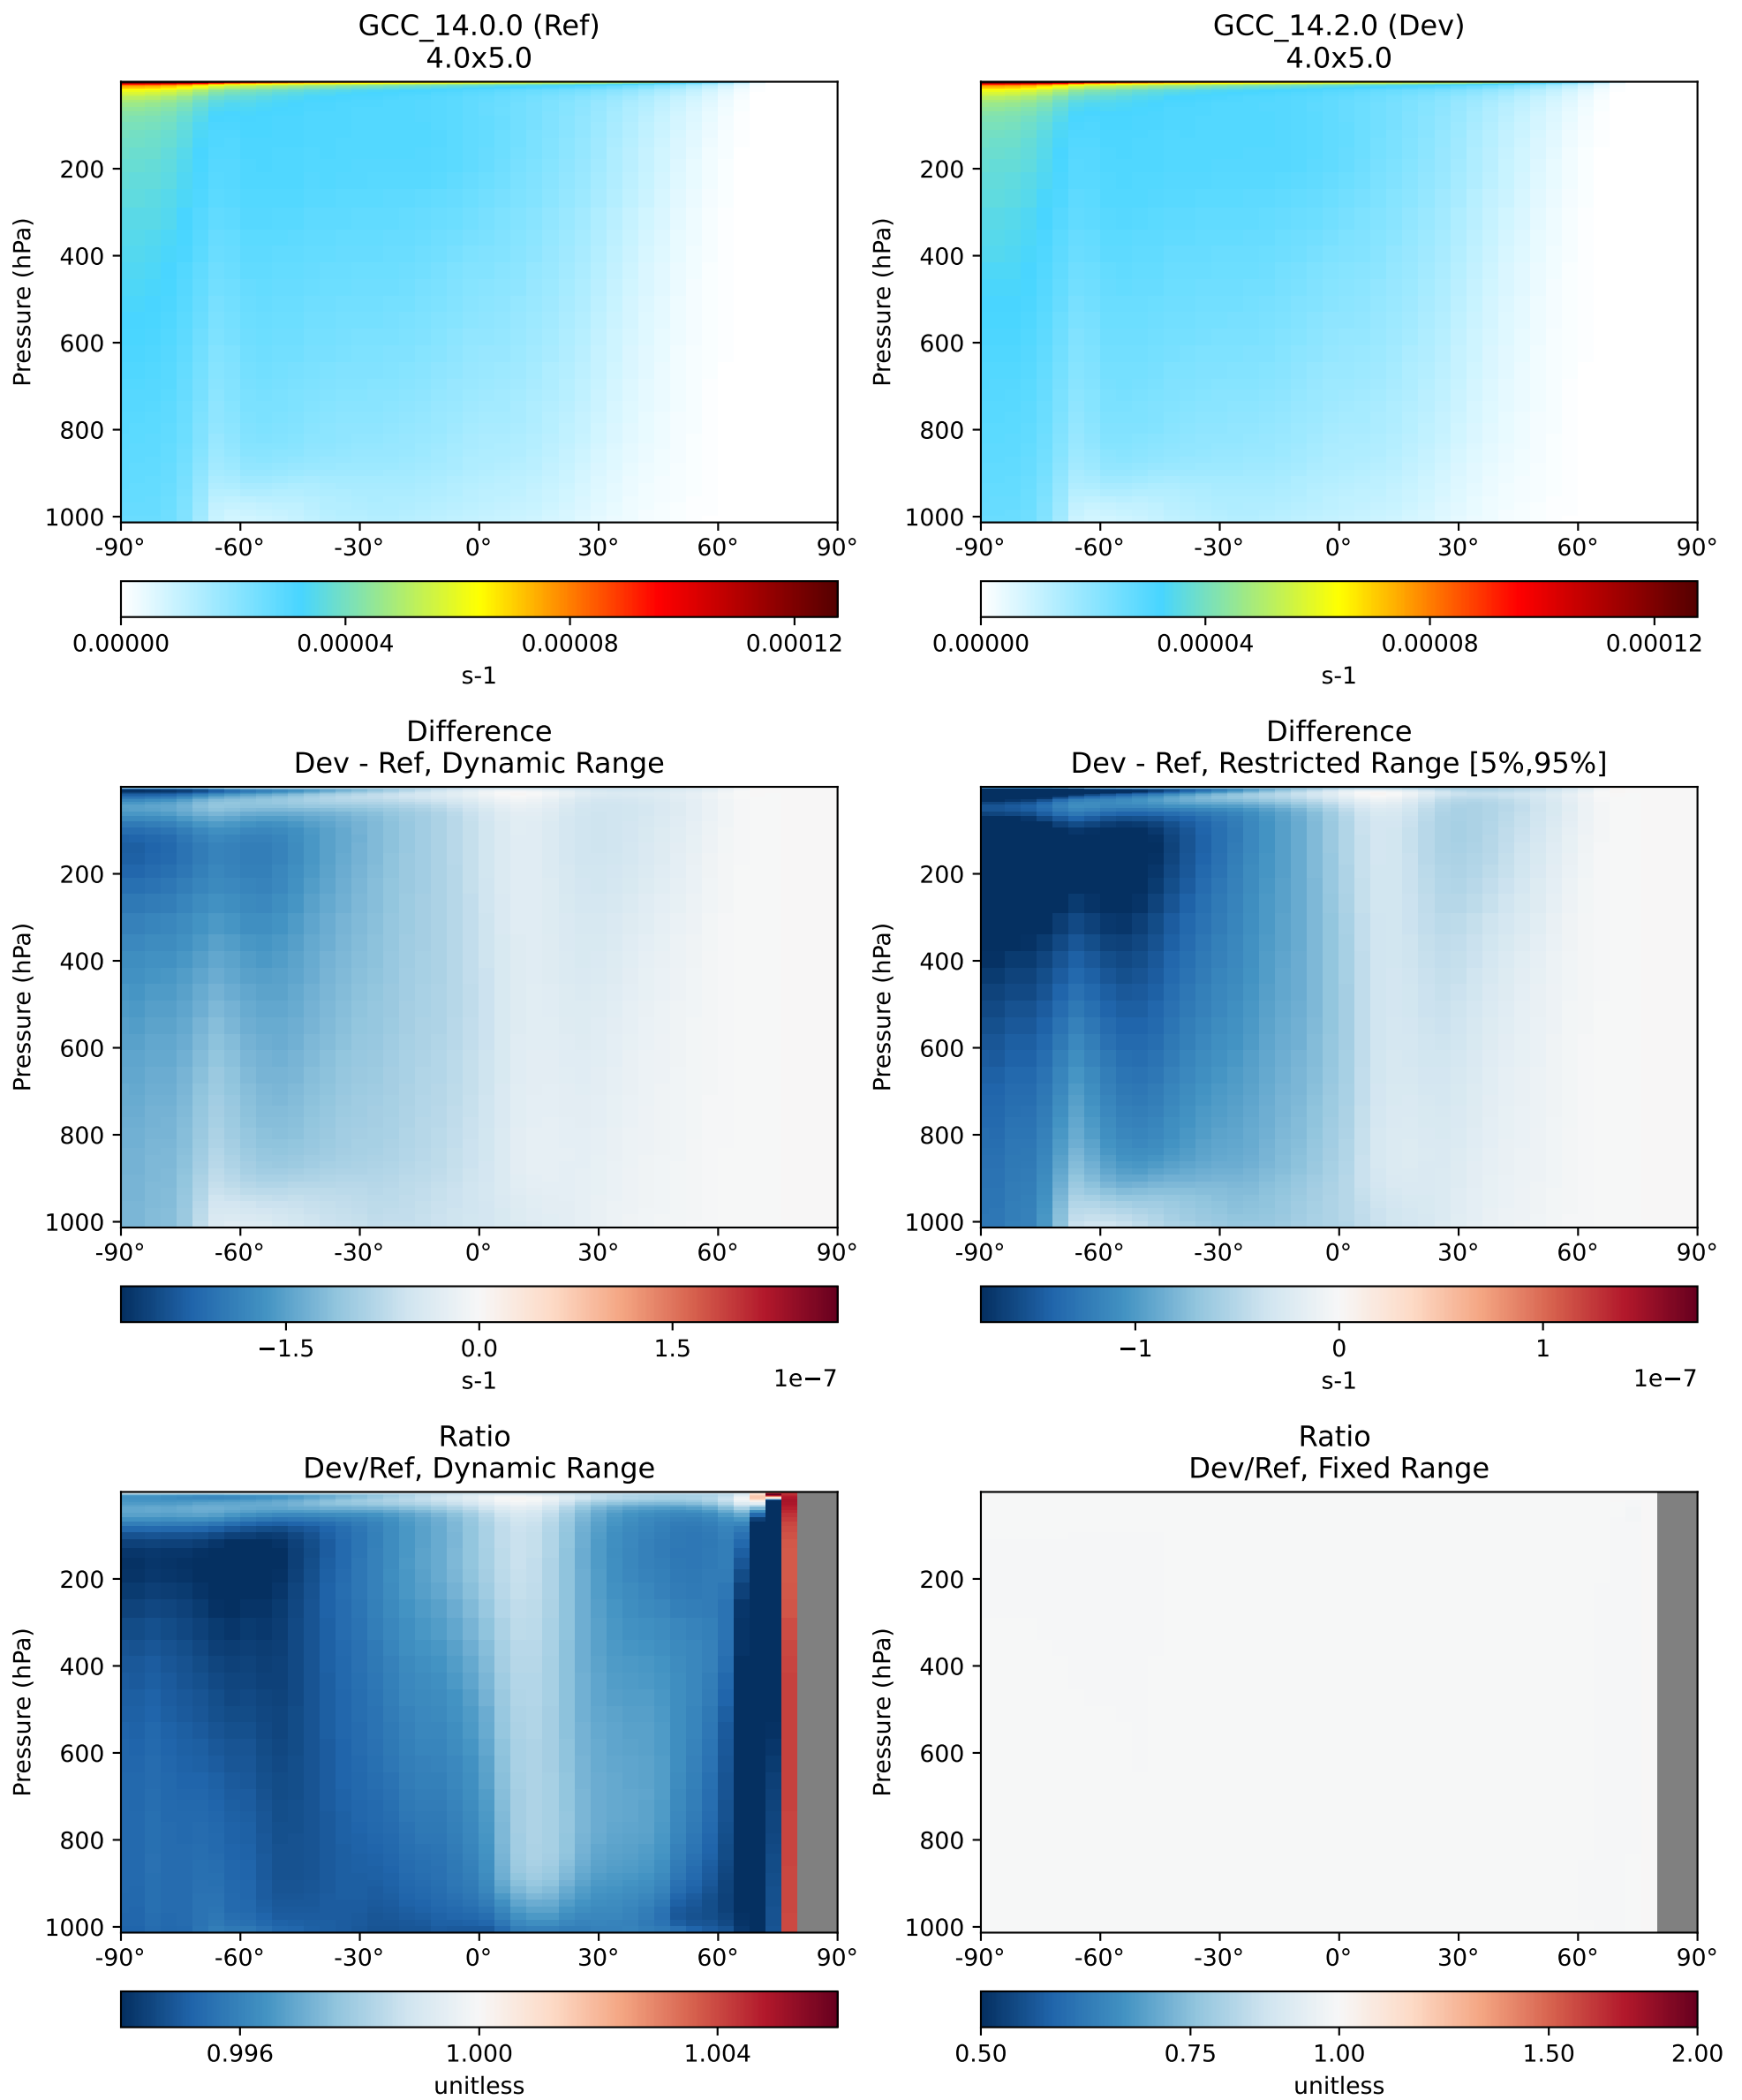 GCC_14.0.0 (Ref)
4.0x5.0
GCC_14.2.0 (Dev)
4.0x5.0
Pressure (hPa)
200
400
600
800
1000
-90° -60° -30° 0° 30° 60° 90°
0.00000 0.00004 0.00008 0.00012
s-1
Pressure (hPa)
200
400
600
800
1000
-90° -60° -30° 0° 30° 60° 90°
0.00000 0.00004 0.00008 0.00012
s-1
Difference
Dev - Ref, Dynamic Range
Pressure (hPa)
200
400
600
800
1000
-90° -60° -30° 0° 30° 60° 90°
−1.5 0.0 1.5
s-1 1e−7
Difference
Dev - Ref, Restricted Range [5%,95%]
Pressure (hPa)
200
400
600
800
1000
-90° -60° -30° 0° 30° 60° 90°
−1 0 1
s-1 1e−7
Ratio
Dev/Ref, Dynamic Range
Pressure (hPa)
200
400
600
800
1000
-90° -60° -30° 0° 30° 60° 90°
0.996 1.000 1.004
unitless
Ratio
Dev/Ref, Fixed Range
Pressure (hPa)
200
400
600
800
1000
-90° -60° -30° 0° 30° 60° 90°
0.50 0.75 1.00 1.50 2.00
unitless